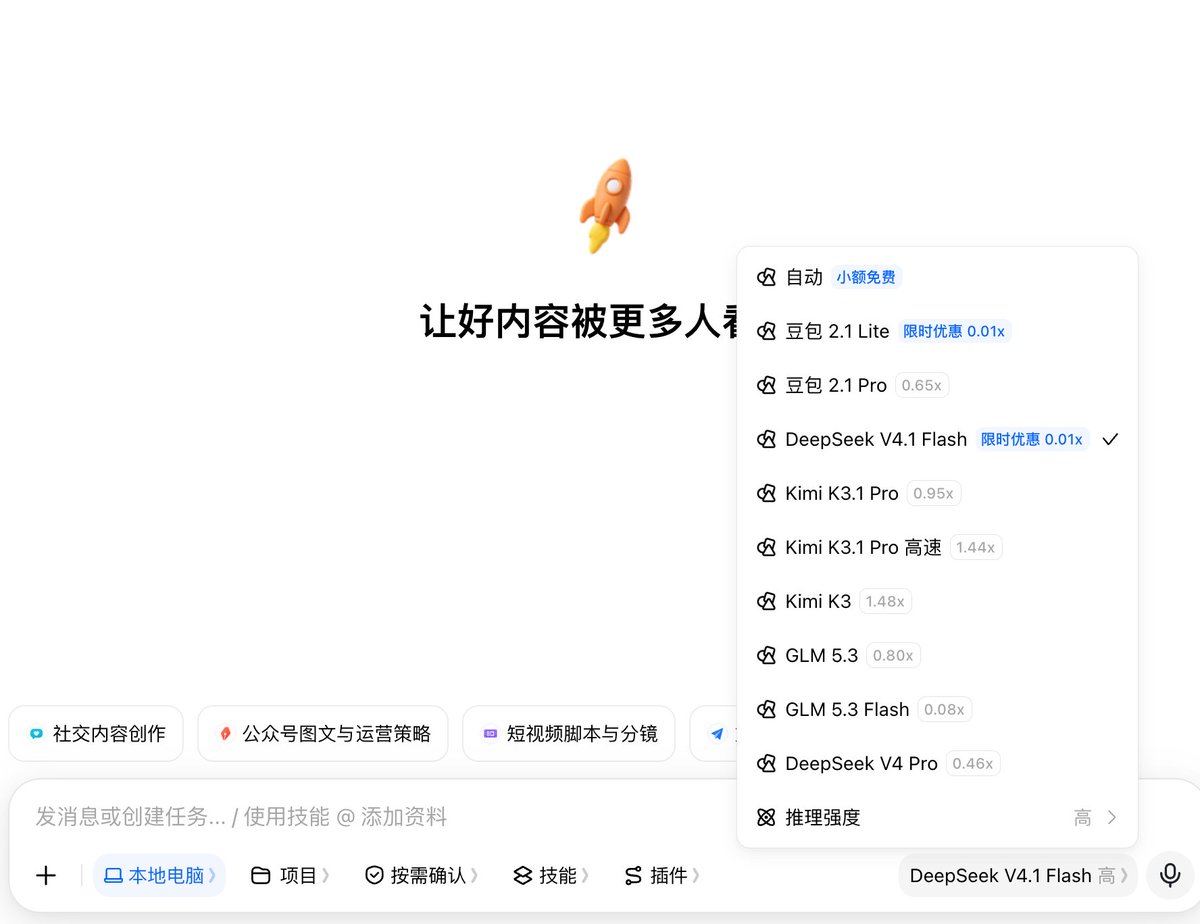 让好内容被更多人看
自动 小额免费
豆包 2.1 Lite 限时优惠 0.01x
豆包 2.1 Pro 0.65x
DeepSeek V4.1 Flash 限时优惠 0.01x
Kimi K3.1 Pro 0.95x
Kimi K3.1 Pro 高速 1.44x
Kimi K3 1.48x
GLM 5.3 0.80x
GLM 5.3 Flash 0.08x
DeepSeek V4 Pro 0.46x
推理强度 高
社交内容创作 公众号图文与运营策略 短视频脚本与分镜
发消息或创建任务... / 使用技能 @ 添加资料
本地电脑 项目 按需确认 技能 插件 DeepSeek V4.1 Flash 高